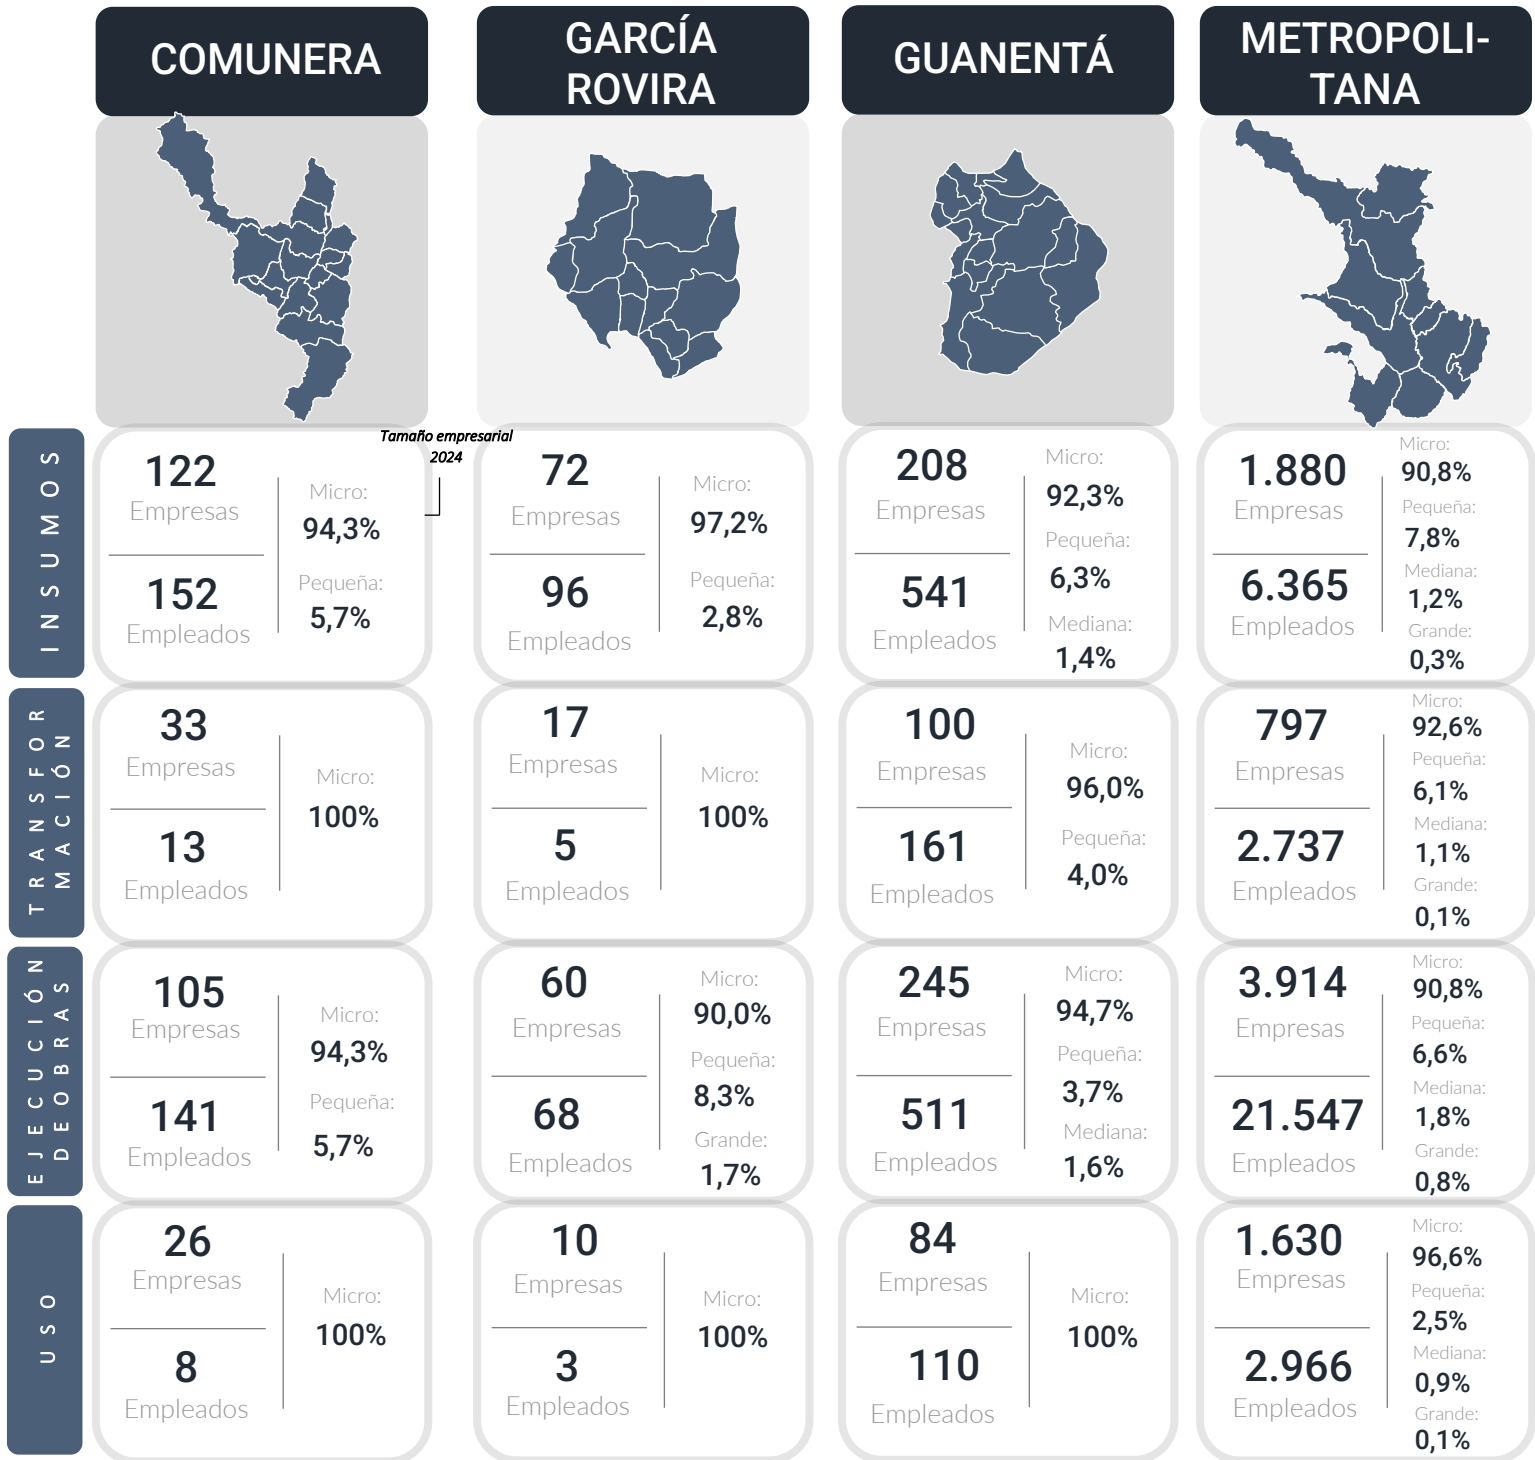 COMUNERA
GARCÍA
ROVIRA
GUANENTÁ
METROPOLI-
TANA
Tamaño empresarial
2024
INSUMOS
122
Empresas
152
Empleados
Micro:
94,3%
Pequeña:
5,7%
72
Empresas
96
Empleados
Micro:
97,2%
Pequeña:
2,8%
208
Empresas
541
Empleados
Micro:
92,3%
Pequeña:
6,3%
Mediana:
1,4%
1.880
Empresas
6.365
Empleados
Micro:
90,8%
Pequeña:
7,8%
Mediana:
1,2%
Grande:
0,3%
TRANSFOR
MACIÓN
33
Empresas
13
Empleados
Micro:
100%
17
Empresas
5
Empleados
Micro:
100%
100
Empresas
161
Empleados
Micro:
96,0%
Pequeña:
4,0%
797
Empresas
2.737
Empleados
Micro:
92,6%
Pequeña:
6,1%
Mediana:
1,1%
Grande:
0,1%
EJECUCIÓN
DE OBRAS
105
Empresas
141
Empleados
Micro:
94,3%
Pequeña:
5,7%
60
Empresas
68
Empleados
Micro:
90,0%
Pequeña:
8,3%
Grande:
1,7%
245
Empresas
511
Empleados
Micro:
94,7%
Pequeña:
3,7%
Mediana:
1,6%
3.914
Empresas
21.547
Empleados
Micro:
90,8%
Pequeña:
6,6%
Mediana:
1,8%
Grande:
0,8%
USO
26
Empresas
8
Empleados
Micro:
100%
10
Empresas
3
Empleados
Micro:
100%
84
Empresas
110
Empleados
Micro:
100%
1.630
Empresas
2.966
Empleados
Micro:
96,6%
Pequeña:
2,5%
Mediana:
0,9%
Grande:
0,1%